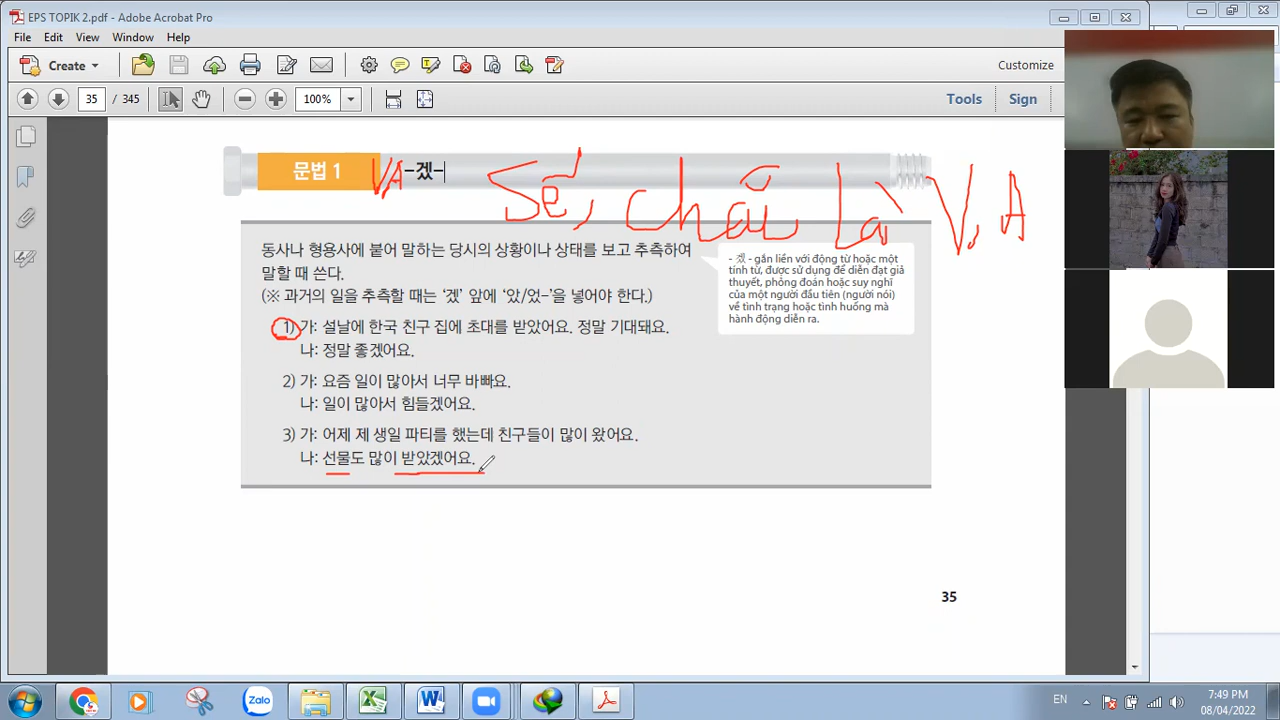 EPS TOPIK 2.pdf - Adobe Acrobat Pro
File Edit View Window Help
Create Customize
35 / 345 100% Tools Sign
문법 1 V/A -겠-
Sẽ, chắc là V, A
동사나 형용사에 붙어 말하는 당시의 상황이나 상태를 보고 추측하여
말할 때 쓴다.
(※ 과거의 일을 추측할 때는 ‘겠’ 앞에 ‘았/었-’을 넣어야 한다.)
- 겠 - gắn liền với động từ hoặc một
tính từ, được sử dụng để diễn đạt giả
thuyết, phỏng đoán hoặc suy nghĩ
của một người đầu tiên (người nói)
về tình trạng hoặc tình huống mà
hành động diễn ra.
1) 가: 설날에 한국 친구 집에 초대를 받았어요. 정말 기대돼요.
나: 정말 좋겠어요.
2) 가: 요즘 일이 많아서 너무 바빠요.
나: 일이 많아서 힘들겠어요.
3) 가: 어제 제 생일 파티를 했는데 친구들이 많이 왔어요.
나: 선물도 많이 받았겠어요.
35
Zalo
EN
7:49 PM
08/04/2022